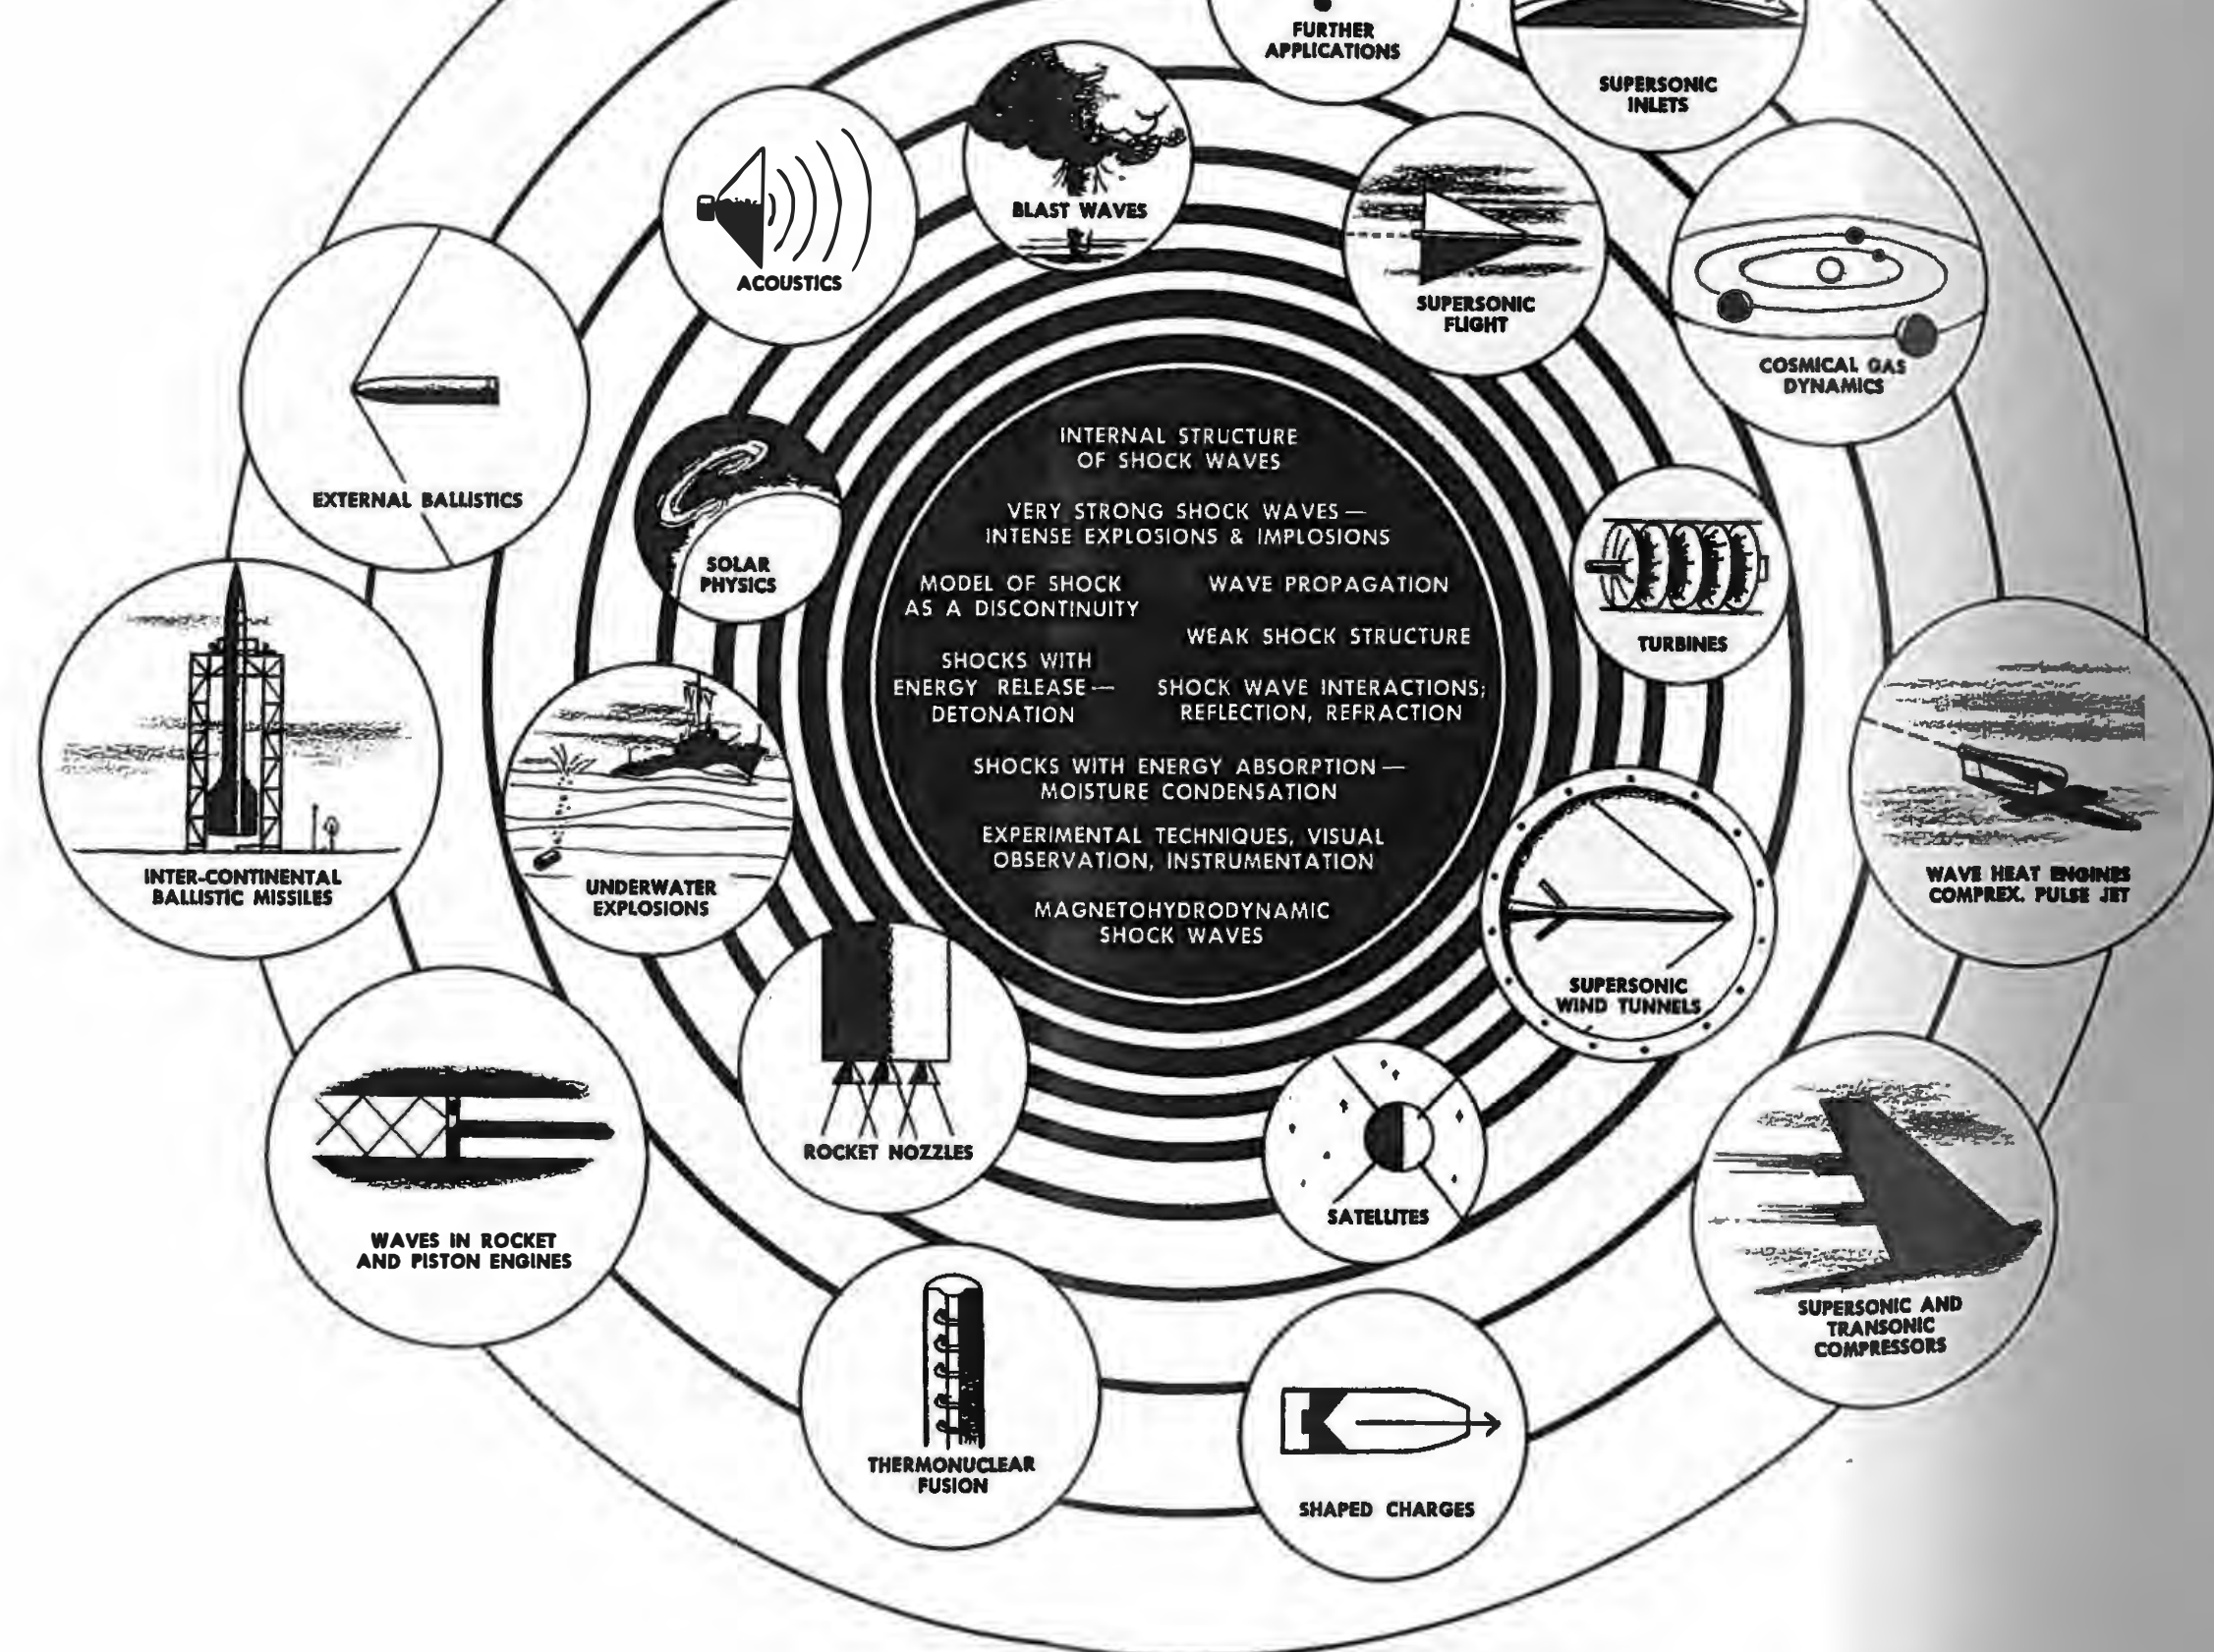 FURTHER
APPLICATIONS
SUPERSONIC
INLETS
BLAST WAVES
ACOUSTICS
SUPERSONIC
FLIGHT
COSMICAL GAS
DYNAMICS
EXTERNAL BALLISTICS
SOLAR
PHYSICS
TURBINES
INTERNAL STRUCTURE
OF SHOCK WAVES
VERY STRONG SHOCK WAVES—
INTENSE EXPLOSIONS & IMPLOSIONS
MODEL OF SHOCK
AS A DISCONTINUITY
WAVE PROPAGATION
WEAK SHOCK STRUCTURE
SHOCKS WITH
ENERGY RELEASE—
DETONATION
SHOCK WAVE INTERACTIONS;
REFLECTION, REFRACTION
SHOCKS WITH ENERGY ABSORPTION—
MOISTURE CONDENSATION
EXPERIMENTAL TECHNIQUES, VISUAL
OBSERVATION, INSTRUMENTATION
MAGNETOHYDRODYNAMIC
SHOCK WAVES
INTER-CONTINENTAL
BALLISTIC MISSILES
UNDERWATER
EXPLOSIONS
WAVE HEAT ENGINES
COMPREX. PULSE JET
SUPERSONIC
WIND TUNNELS
ROCKET NOZZLES
SATELLITES
WAVES IN ROCKET
AND PISTON ENGINES
SUPERSONIC AND
TRANSONIC
COMPRESSORS
THERMONUCLEAR
FUSION
SHAPED CHARGES